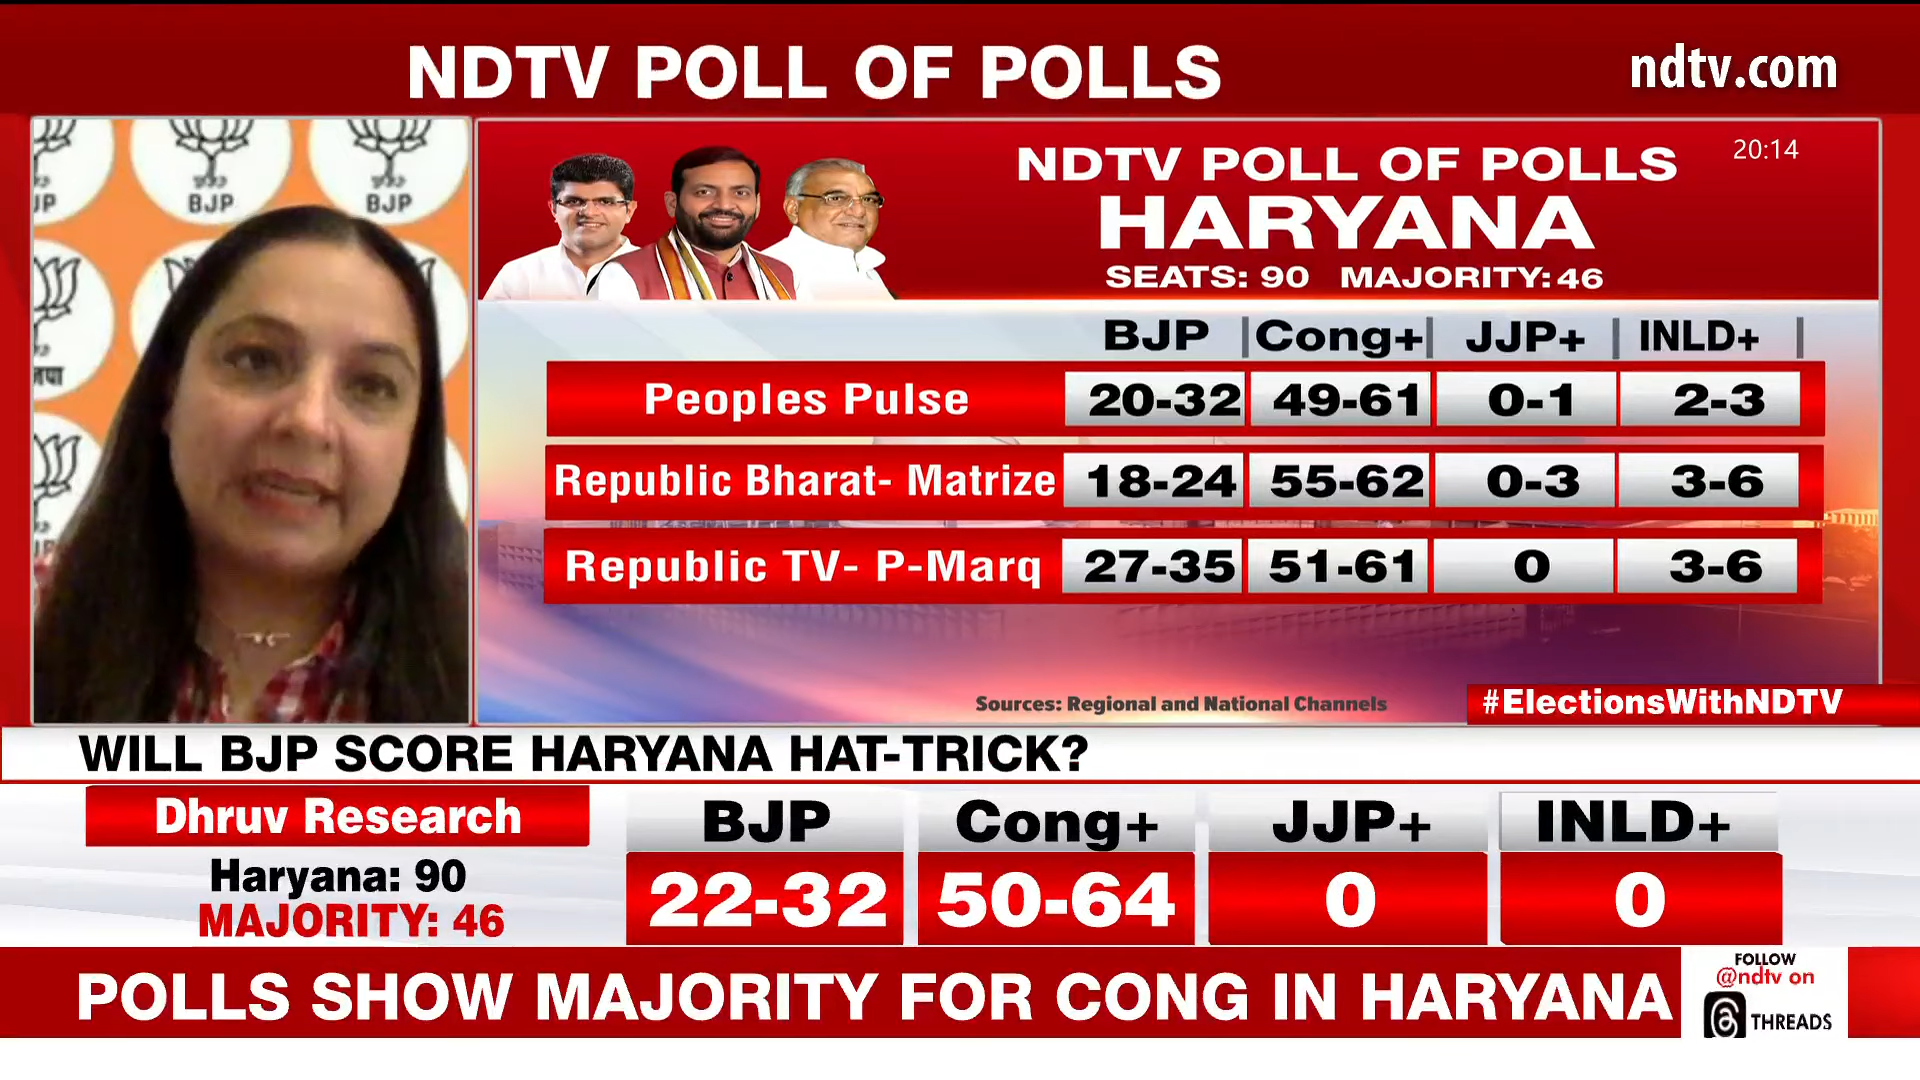 NDTV POLL OF POLLS
ndtv.com
BJP
BJP
NDTV POLL OF POLLS
20:14
HARYANA
SEATS: 90 MAJORITY: 46
BJP | Cong+ | JJP+ | INLD+ |
Peoples Pulse 20-32 49-61 0-1 2-3
Republic Bharat- Matrize 18-24 55-62 0-3 3-6
Republic TV- P-Marq 27-35 51-61 0 3-6
Sources: Regional and National Channels
#ElectionsWithNDTV
WILL BJP SCORE HARYANA HAT-TRICK?
Dhruv Research BJP Cong+ JJP+ INLD+
Haryana: 90
MAJORITY: 46
22-32 50-64 0 0
POLLS SHOW MAJORITY FOR CONG IN HARYANA
FOLLOW
@ndtv on
THREADS